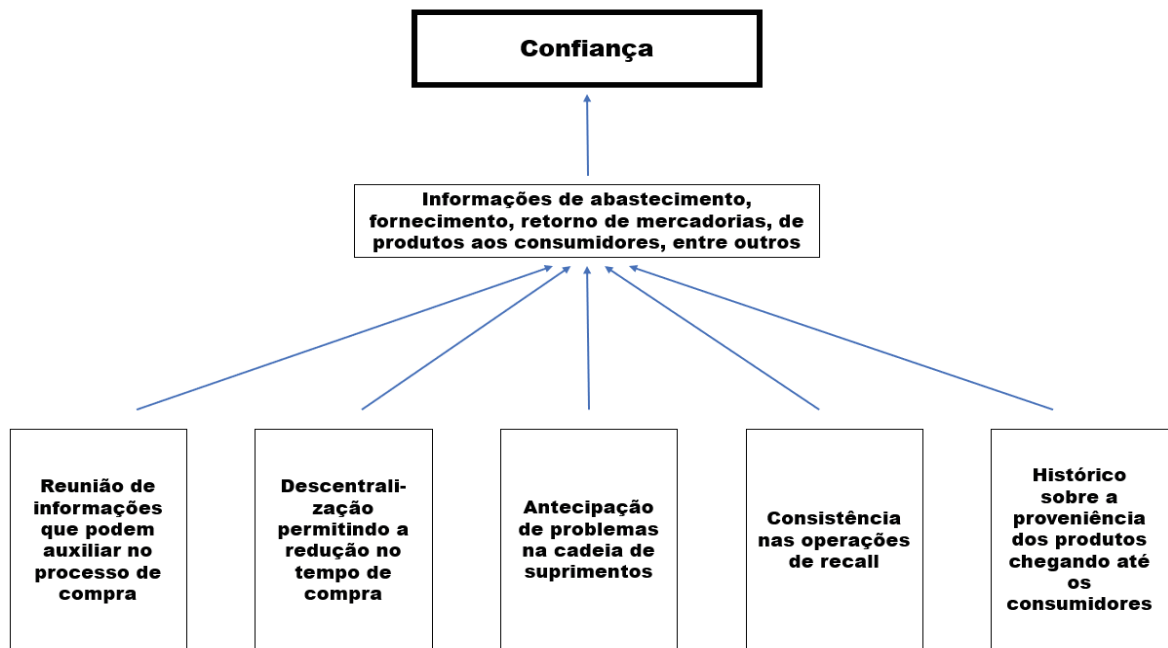 Confiança
Informações de abastecimento,
fornecimento, retorno de mercadorias, de
produtos aos consumidores, entre outros
Reunião de
informações
que podem
auxiliar no
processo de
compra
Descentrali-
zação
permitindo a
redução no
tempo de
compra
Antecipação
de problemas
na cadeia de
suprimentos
Consistência
nas operações
de recall
Histórico
sobre a
proveniência
dos produtos
chegando até
os
consumidores